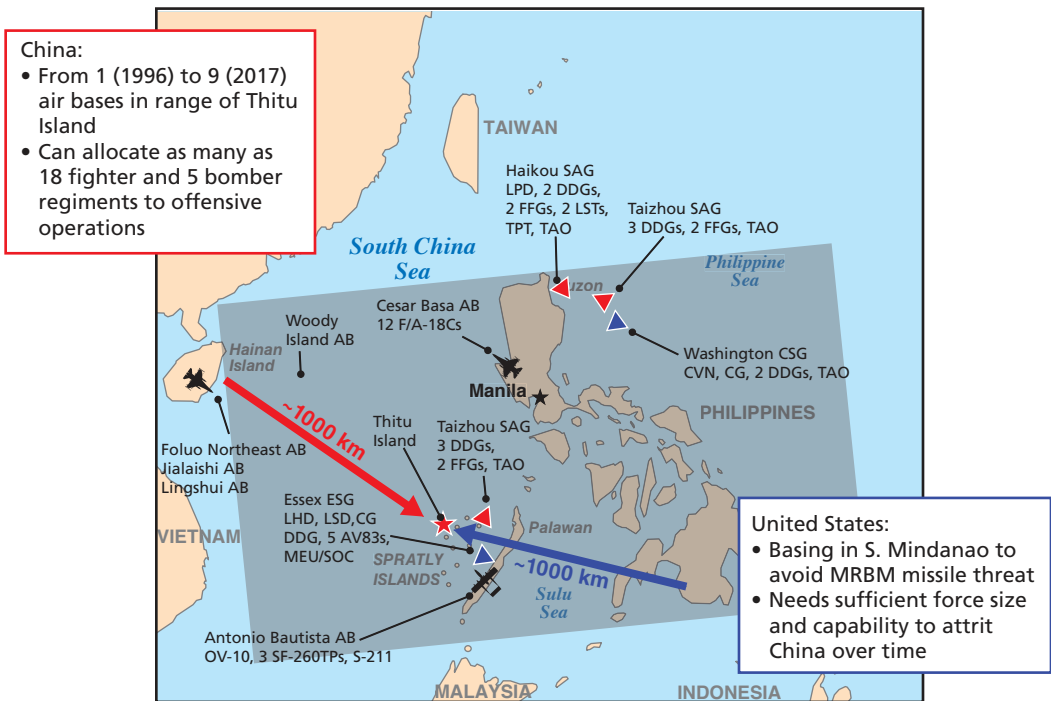 China:
• From 1 (1996) to 9 (2017)
air bases in range of Thitu
Island
• Can allocate as many as
18 fighter and 5 bomber
regiments to offensive
operations
TAIWAN
Haikou SAG
LPD, 2 DDGs,
2 FFGs, 2 LSTs,
TPT, TAO
Taizhou SAG
3 DDGs, 2 FFGs, TAO
South China
Sea
Philippine
Sea
uzon
Cesar Basa AB
12 F/A-18Cs
Woody
Island AB
Hainan
Island
Washington CSG
CVN, CG, 2 DDGs, TAO
Manila
PHILIPPINES
~1000 km
Thitu
Island
Taizhou SAG
3 DDGs,
2 FFGs, TAO
Foluo Northeast AB
Jialaishi AB
Lingshui AB
Essex ESG
LHD, LSD,CG
DDG, 5 AV83s,
MEU/SOC
Palawan
VIETNAM
SPRATLY
ISLANDS
~1000 km
Sulu
Sea
United States:
• Basing in S. Mindanao to
avoid MRBM missile threat
• Needs sufficient force size
and capability to attrit
China over time
Antonio Bautista AB
OV-10, 3 SF-260TPs, S-211
MALAYSIA
INDONESIA